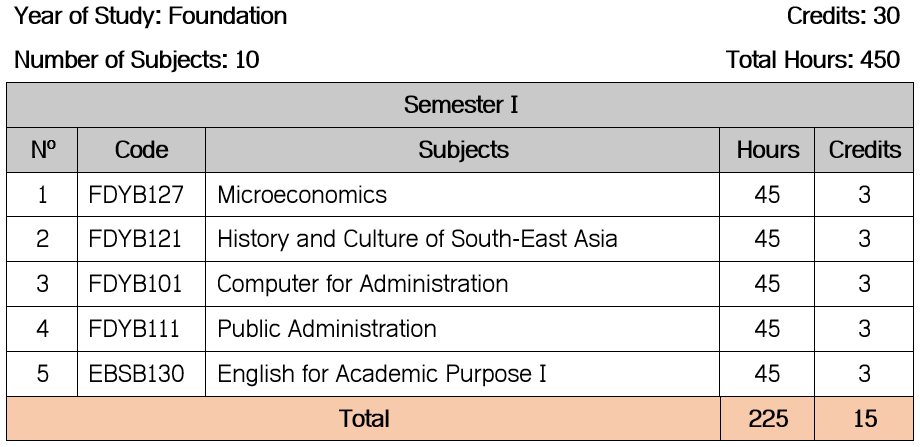 Year of Study: Foundation Credits: 30
Number of Subjects: 10 Total Hours: 450
Semester I
Nº Code Subjects Hours Credits
1 FDYB127 Microeconomics 45 3
2 FDYB121 History and Culture of South-East Asia 45 3
3 FDYB101 Computer for Administration 45 3
4 FDYB111 Public Administration 45 3
5 EBSB130 English for Academic Purpose I 45 3
Total 225 15